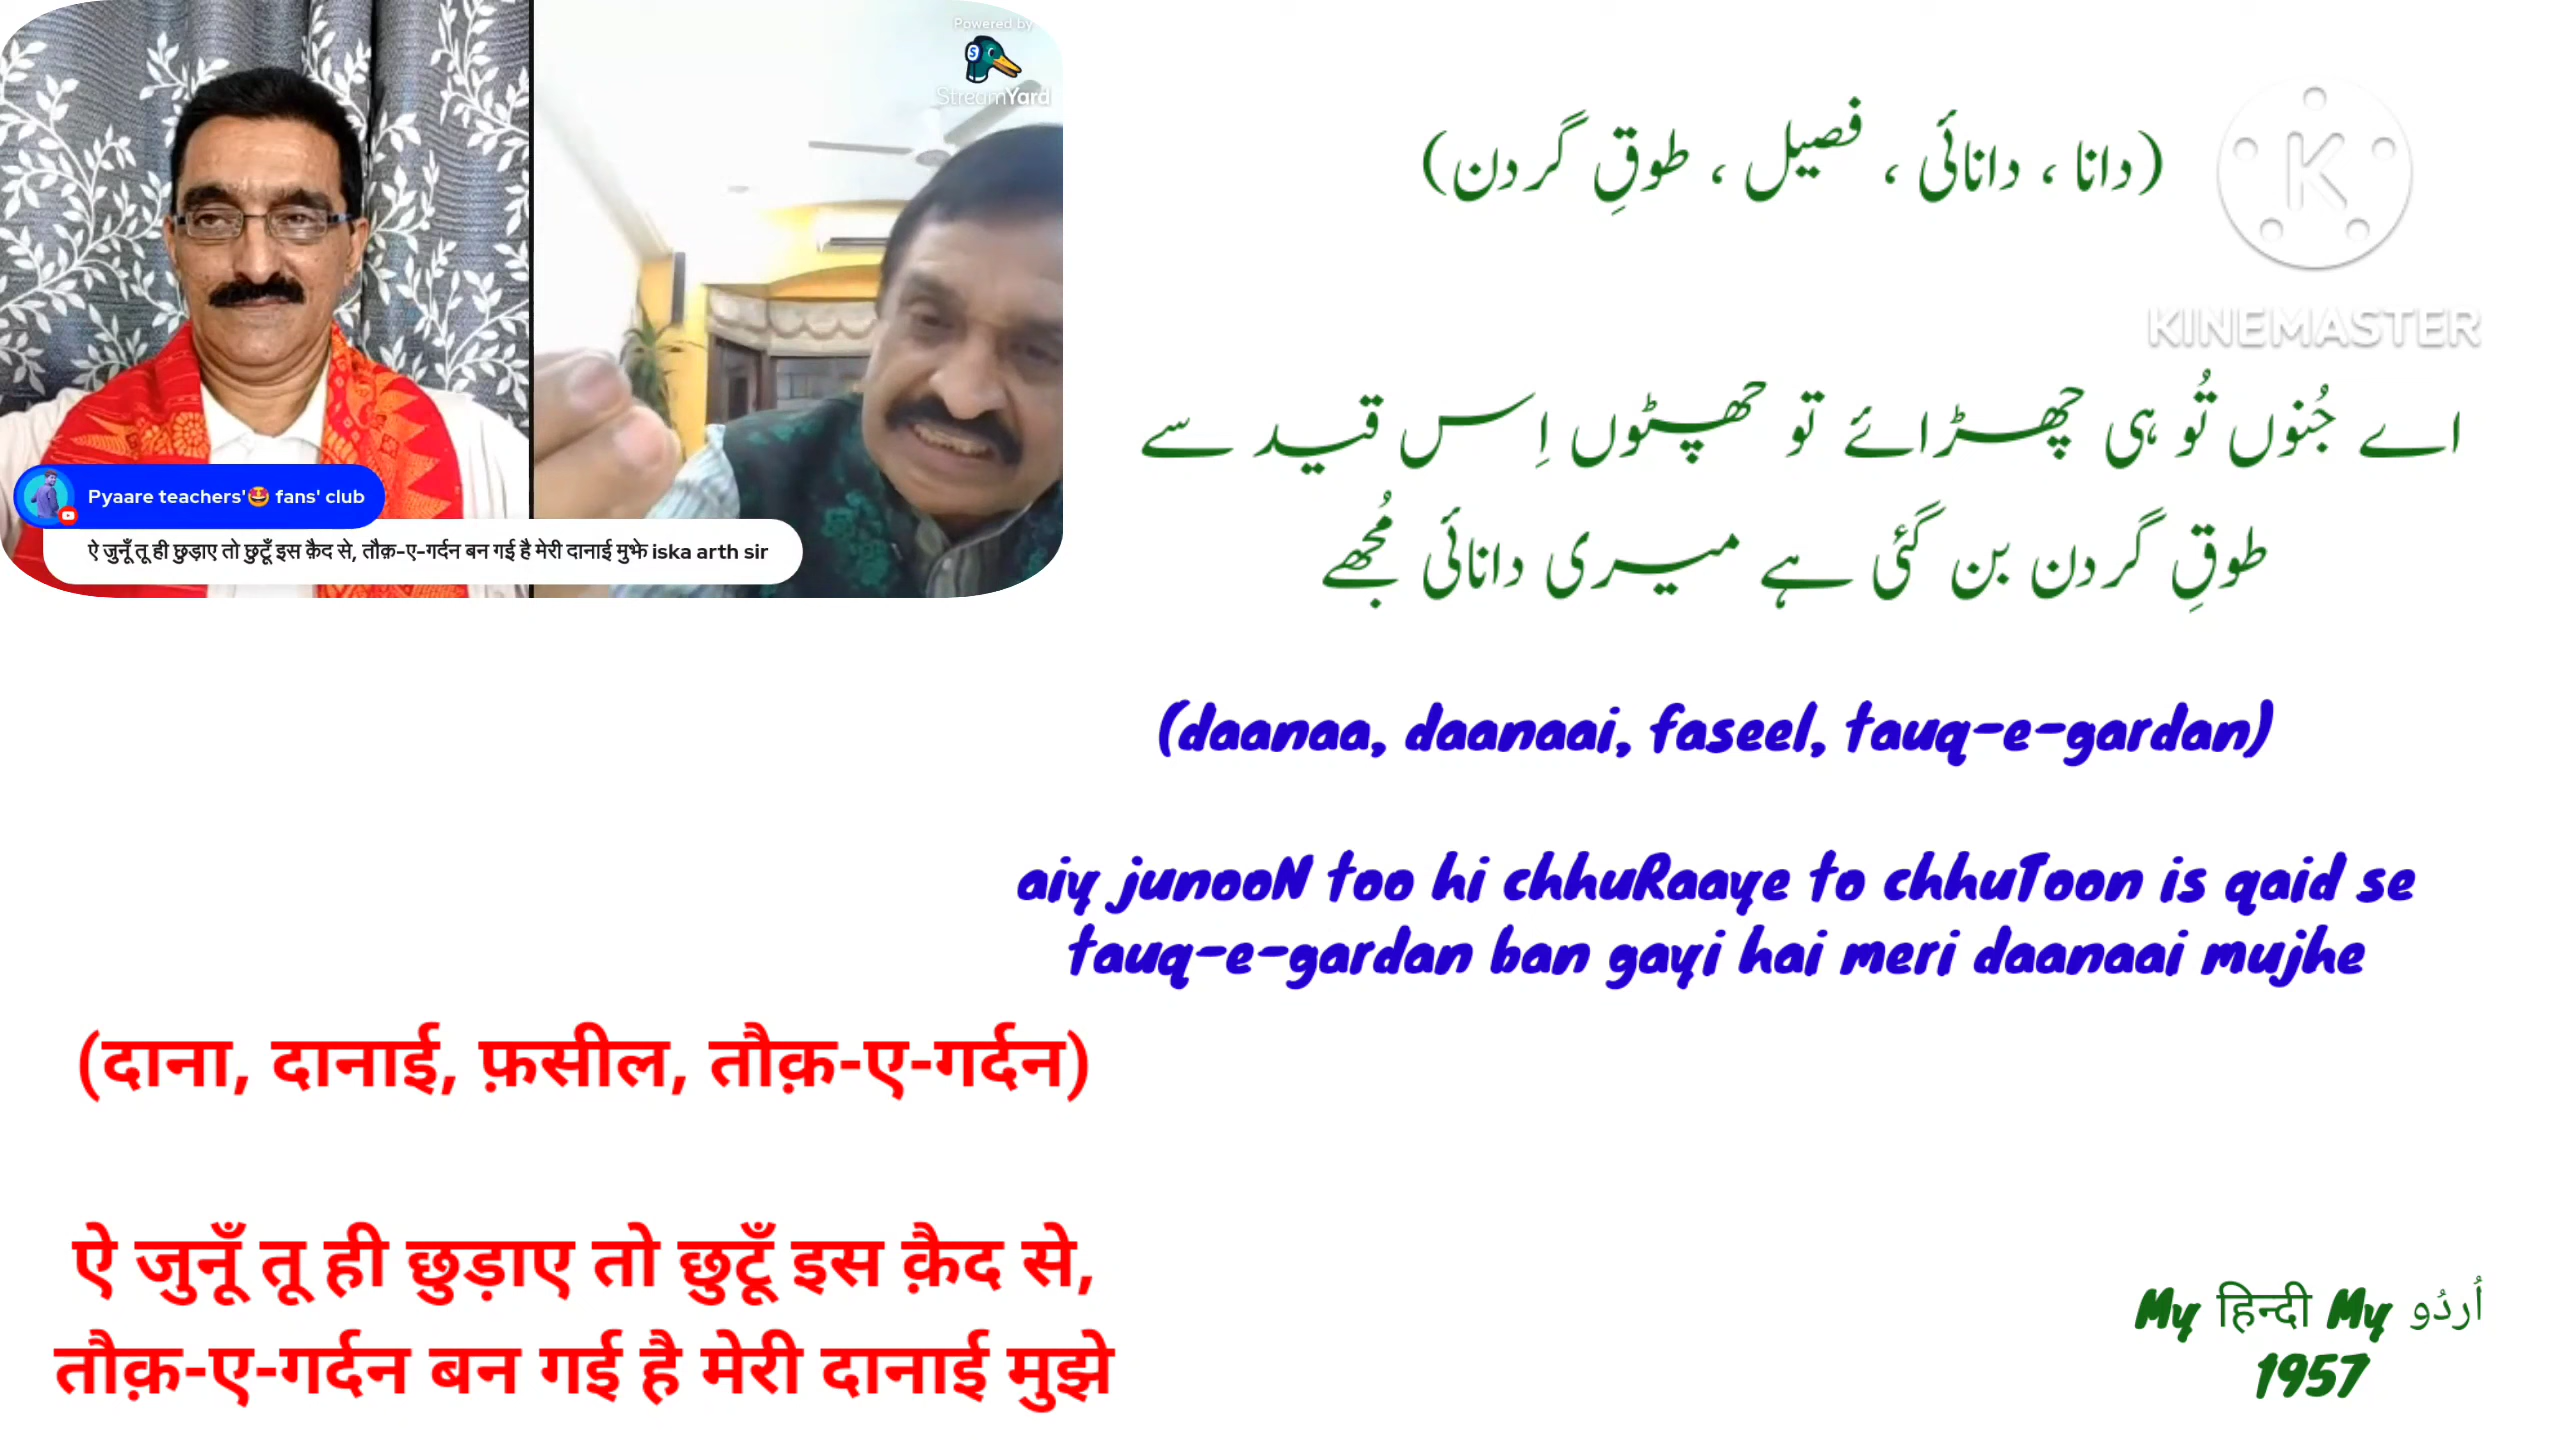 Powered by
StreamYard
Pyaare teachers'🤩 fans' club
ऐ जुनूँ तू ही छुड़ाए तो छुटूँ इस क़ैद से, तौक़-ए-गर्दन बन गई है मेरी दानाई मुझे iska arth sir
(دانا ، دانائی ، فصیل ، طوقِ گردن)
KINEMASTER
اے جُنوں تُو ہی چھڑائے تو چھٹوں اِس قید سے
طوقِ گردن بن گئی ہے میری دانائی مُجھے
(daanaa, daanaai, faseel, tauq-e-gardan)
aiy junooN too hi chhuRaaye to chhuToon is qaid se
tauq-e-gardan ban gayi hai meri daanaai mujhe
(दाना, दानाई, फ़सील, तौक़-ए-गर्दन)
ऐ जुनूँ तू ही छुड़ाए तो छुटूँ इस क़ैद से,
तौक़-ए-गर्दन बन गई है मेरी दानाई मुझे
My हिन्दी My اُردُو
1957